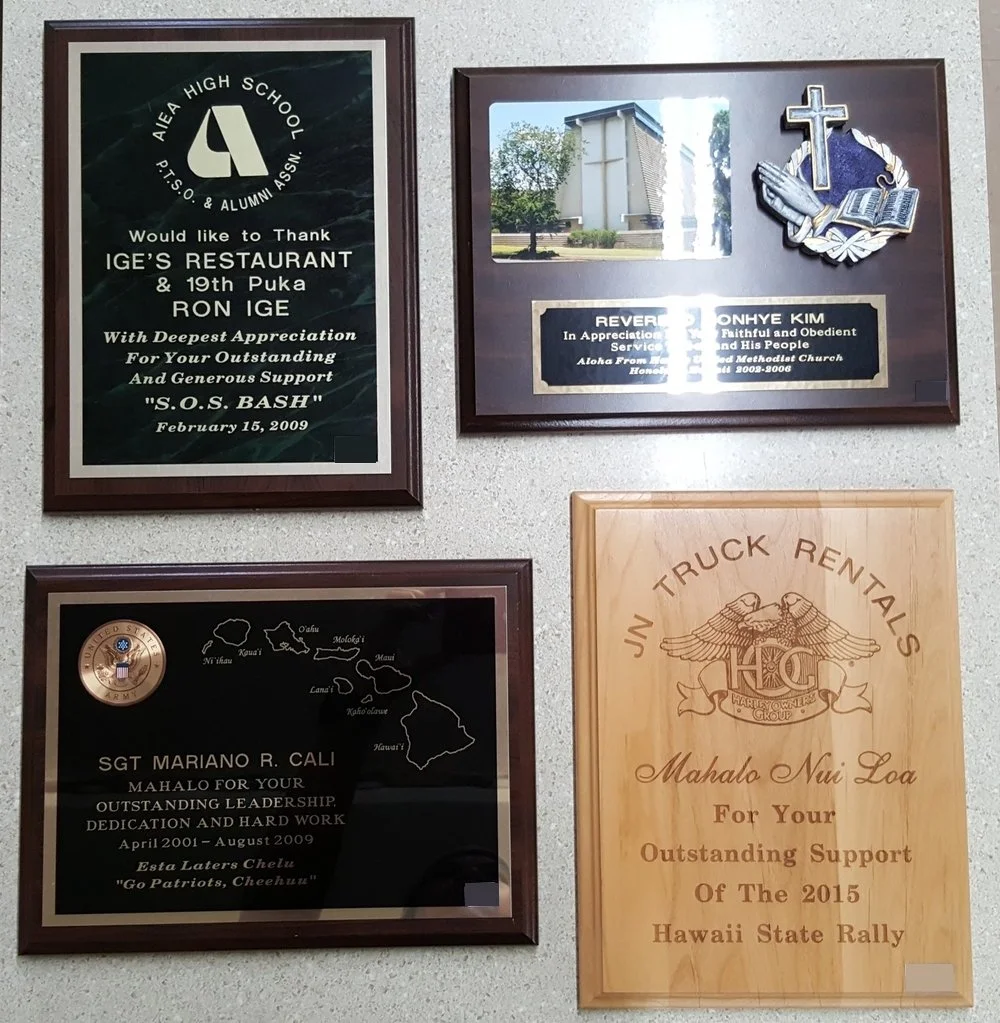 AIEA HIGH SCHOOL
P.T.S.O. & ALUMNI ASSN.
Would like to Thank
IGE'S RESTAURANT
& 19th Puka
RON IGE
With Deepest Appreciation
For Your Outstanding
And Generous Support
"S.O.S. BASH"
February 15, 2009
KIM
In Appreciation Faithful and Obedient
Service and His People
Aloha From Methodist Church
2002-2006
UNITED STATES
ARMY
Ni'ihau
Kaua'i
O'ahu
Moloka'i
Maui
Lana'i
Kaho'olawe
Hawai'i
SGT MARIANO R. CALI
MAHALO FOR YOUR
OUTSTANDING LEADERSHIP,
DEDICATION AND HARD WORK
April 2001 – August 2009
Esta Laters Chelu
"Go Patriots, Cheehuu"
JN TRUCK RENTALS
HOG
HARLEY OWNERS
GROUP
Mahalo Nui Loa
For Your
Outstanding Support
Of The 2015
Hawaii State Rally